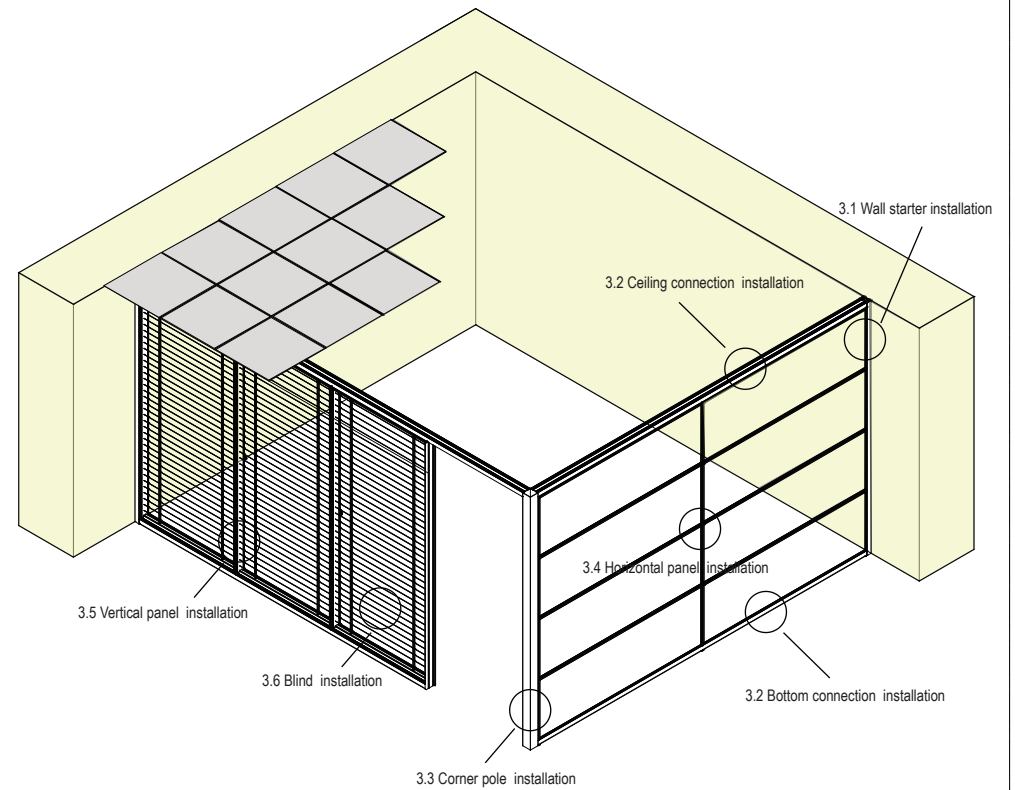 3.1 Wall starter installation
3.2 Ceiling connection installation
3.4 Horizontal panel installation
3.5 Vertical panel installation
3.6 Blind installation
3.2 Bottom connection installation
3.3 Corner pole installation